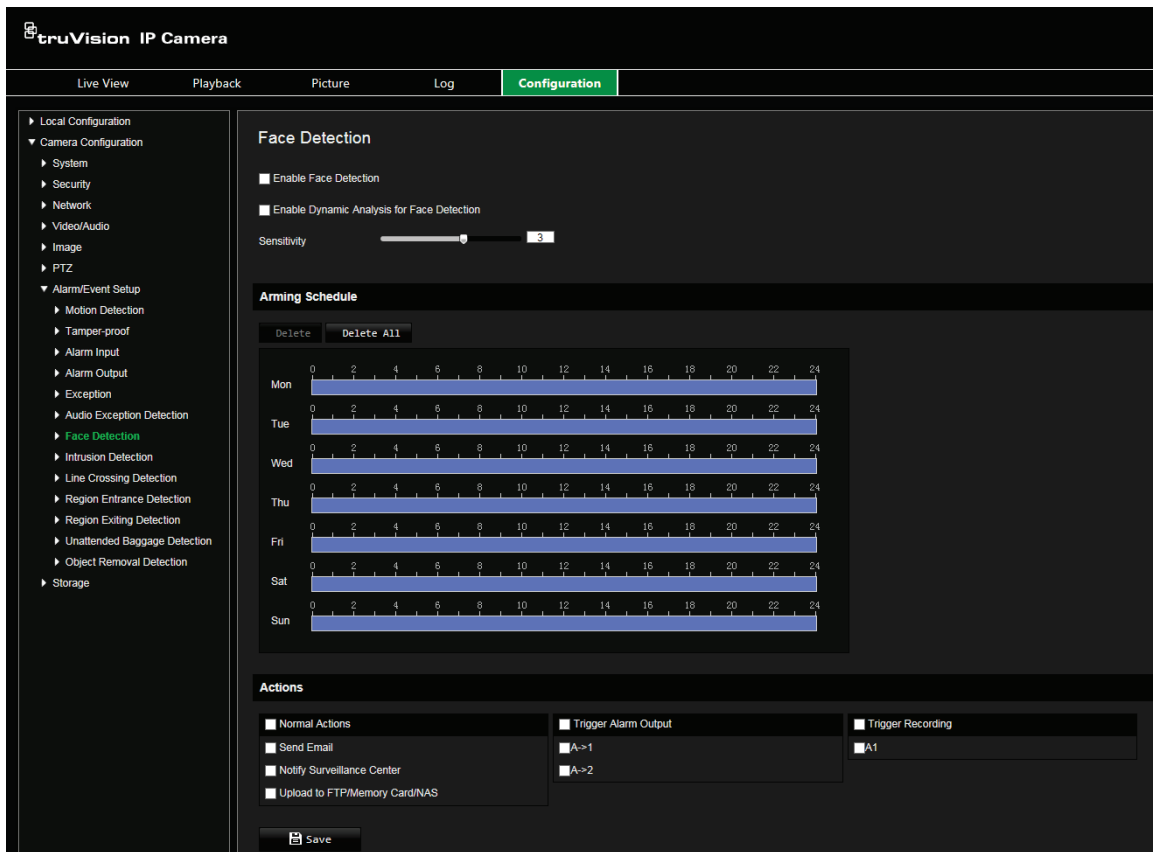 truVision IP Camera
Live View Playback Picture Log Configuration
Local Configuration
Camera Configuration
System
Security
Network
Video/Audio
Image
PTZ
Alarm/Event Setup
Motion Detection
Tamper-proof
Alarm Input
Alarm Output
Exception
Audio Exception Detection
Face Detection
Intrusion Detection
Line Crossing Detection
Region Entrance Detection
Region Exiting Detection
Unattended Baggage Detection
Object Removal Detection
Storage
Face Detection
Enable Face Detection
Enable Dynamic Analysis for Face Detection
Sensitivity 3
Arming Schedule
Delete Delete All
0 2 4 6 8 10 12 14 16 18 20 22 24
Mon
0 2 4 6 8 10 12 14 16 18 20 22 24
Tue
0 2 4 6 8 10 12 14 16 18 20 22 24
Wed
0 2 4 6 8 10 12 14 16 18 20 22 24
Thu
0 2 4 6 8 10 12 14 16 18 20 22 24
Fri
0 2 4 6 8 10 12 14 16 18 20 22 24
Sat
0 2 4 6 8 10 12 14 16 18 20 22 24
Sun
Actions
Normal Actions Trigger Alarm Output Trigger Recording
Send Email A->1 A1
Notify Surveillance Center A->2
Upload to FTP/Memory Card/NAS
Save